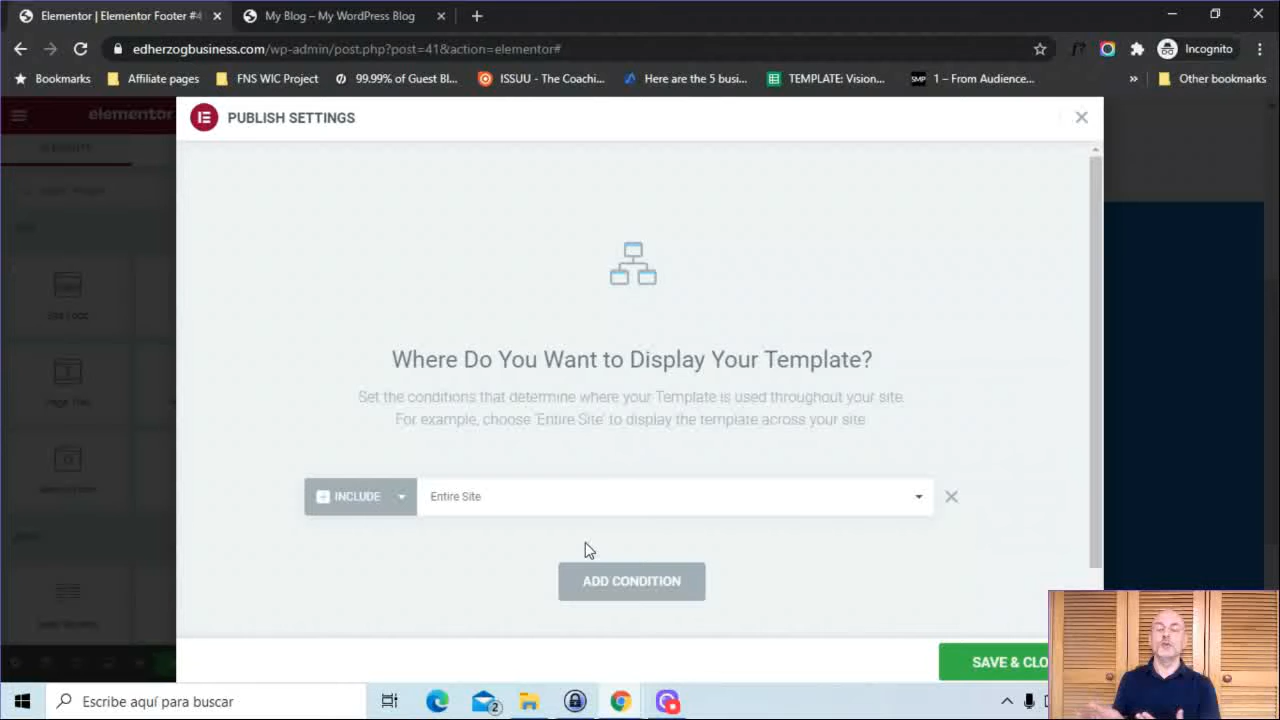 Elementor | Elementor Footer #4
My Blog – My WordPress Blog
edherzogbusiness.com/wp-admin/post.php?post=41&action=elementor#
f?
Incognito
Bookmarks
Affiliate pages
FNS WIC Project
99.99% of Guest Bl...
ISSUU - The Coachi...
Here are the 5 busi...
TEMPLATE: Vision...
SMP
1 – From Audience...
»
Other bookmarks
elementor
PUBLISH SETTINGS
ELEMENTS
Where Do You Want to Display Your Template?
Set the conditions that determine where your Template is used throughout your site.
For example, choose 'Entire Site' to display the template across your site
INCLUDE
Entire Site
ADD CONDITION
SAVE & CLO
Escribe aquí para buscar
2